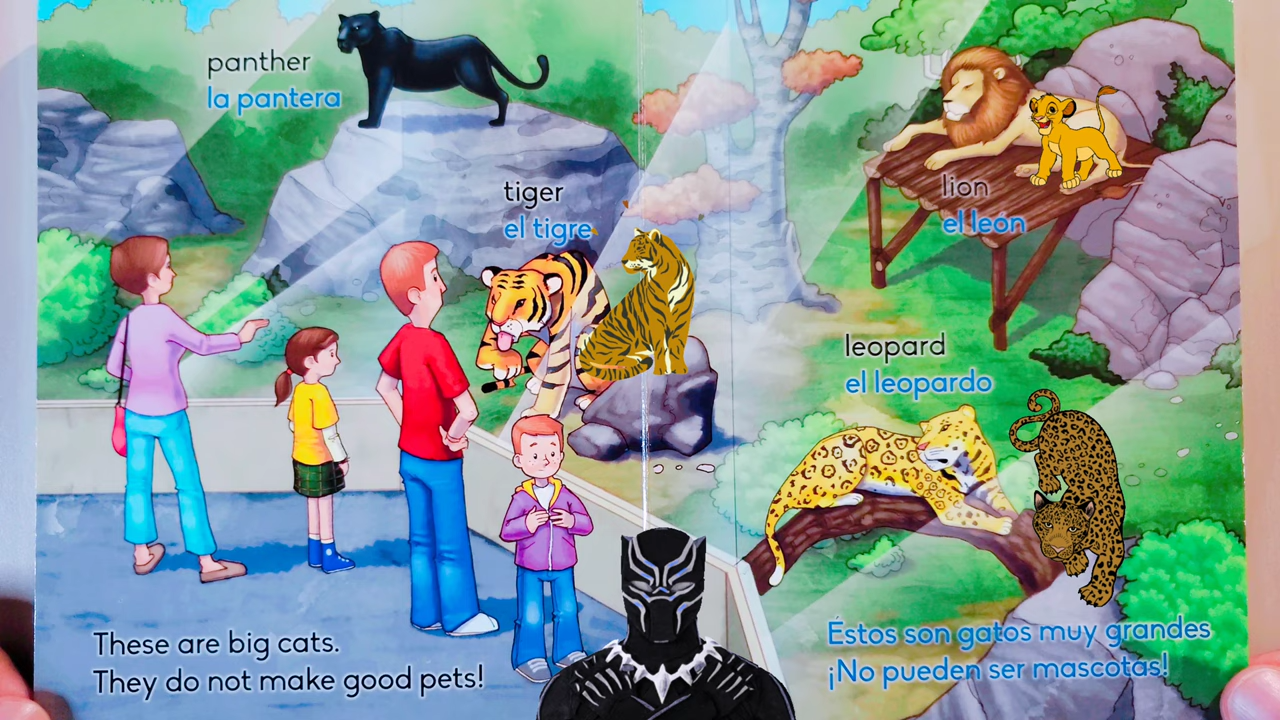 panther
la pantera
tiger
el tigre
lion
el león
leopard
el leopardo
These are big cats.
They do not make good pets!
Éstos son gatos muy grandes
¡No pueden ser mascotas!